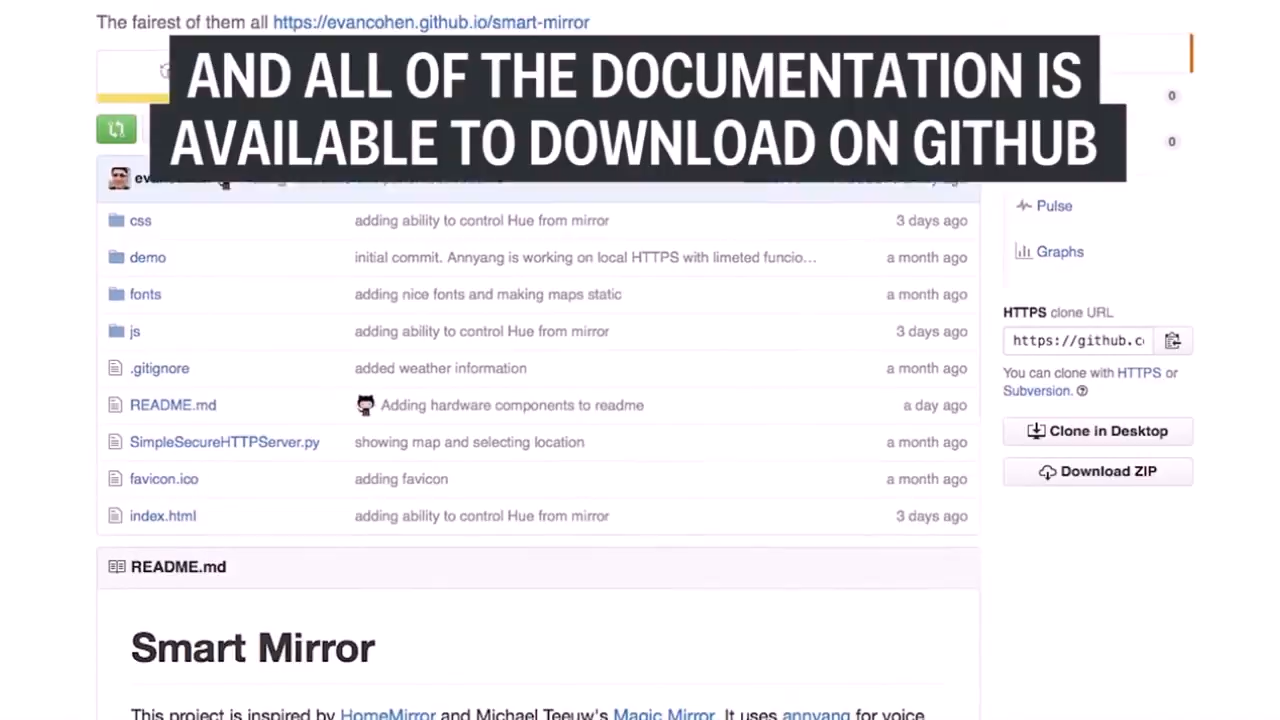 The fairest of them all https://evancohen.github.io/smart-mirror
AND ALL OF THE DOCUMENTATION IS
AVAILABLE TO DOWNLOAD ON GITHUB
0
0
css adding ability to control Hue from mirror 3 days ago
demo initial commit. Annyang is working on local HTTPS with limeted funcio… a month ago
fonts adding nice fonts and making maps static a month ago
js adding ability to control Hue from mirror 3 days ago
.gitignore added weather information a month ago
README.md Adding hardware components to readme a day ago
SimpleSecureHTTPServer.py showing map and selecting location a month ago
favicon.ico adding favicon a month ago
index.html adding ability to control Hue from mirror 3 days ago
Pulse
Graphs
HTTPS clone URL
https://github.c
You can clone with HTTPS or
Subversion.
Clone in Desktop
Download ZIP
README.md
Smart Mirror
This project is inspired by HomeMirror and Michael Teeuw's Magic Mirror. It uses annyang for voice